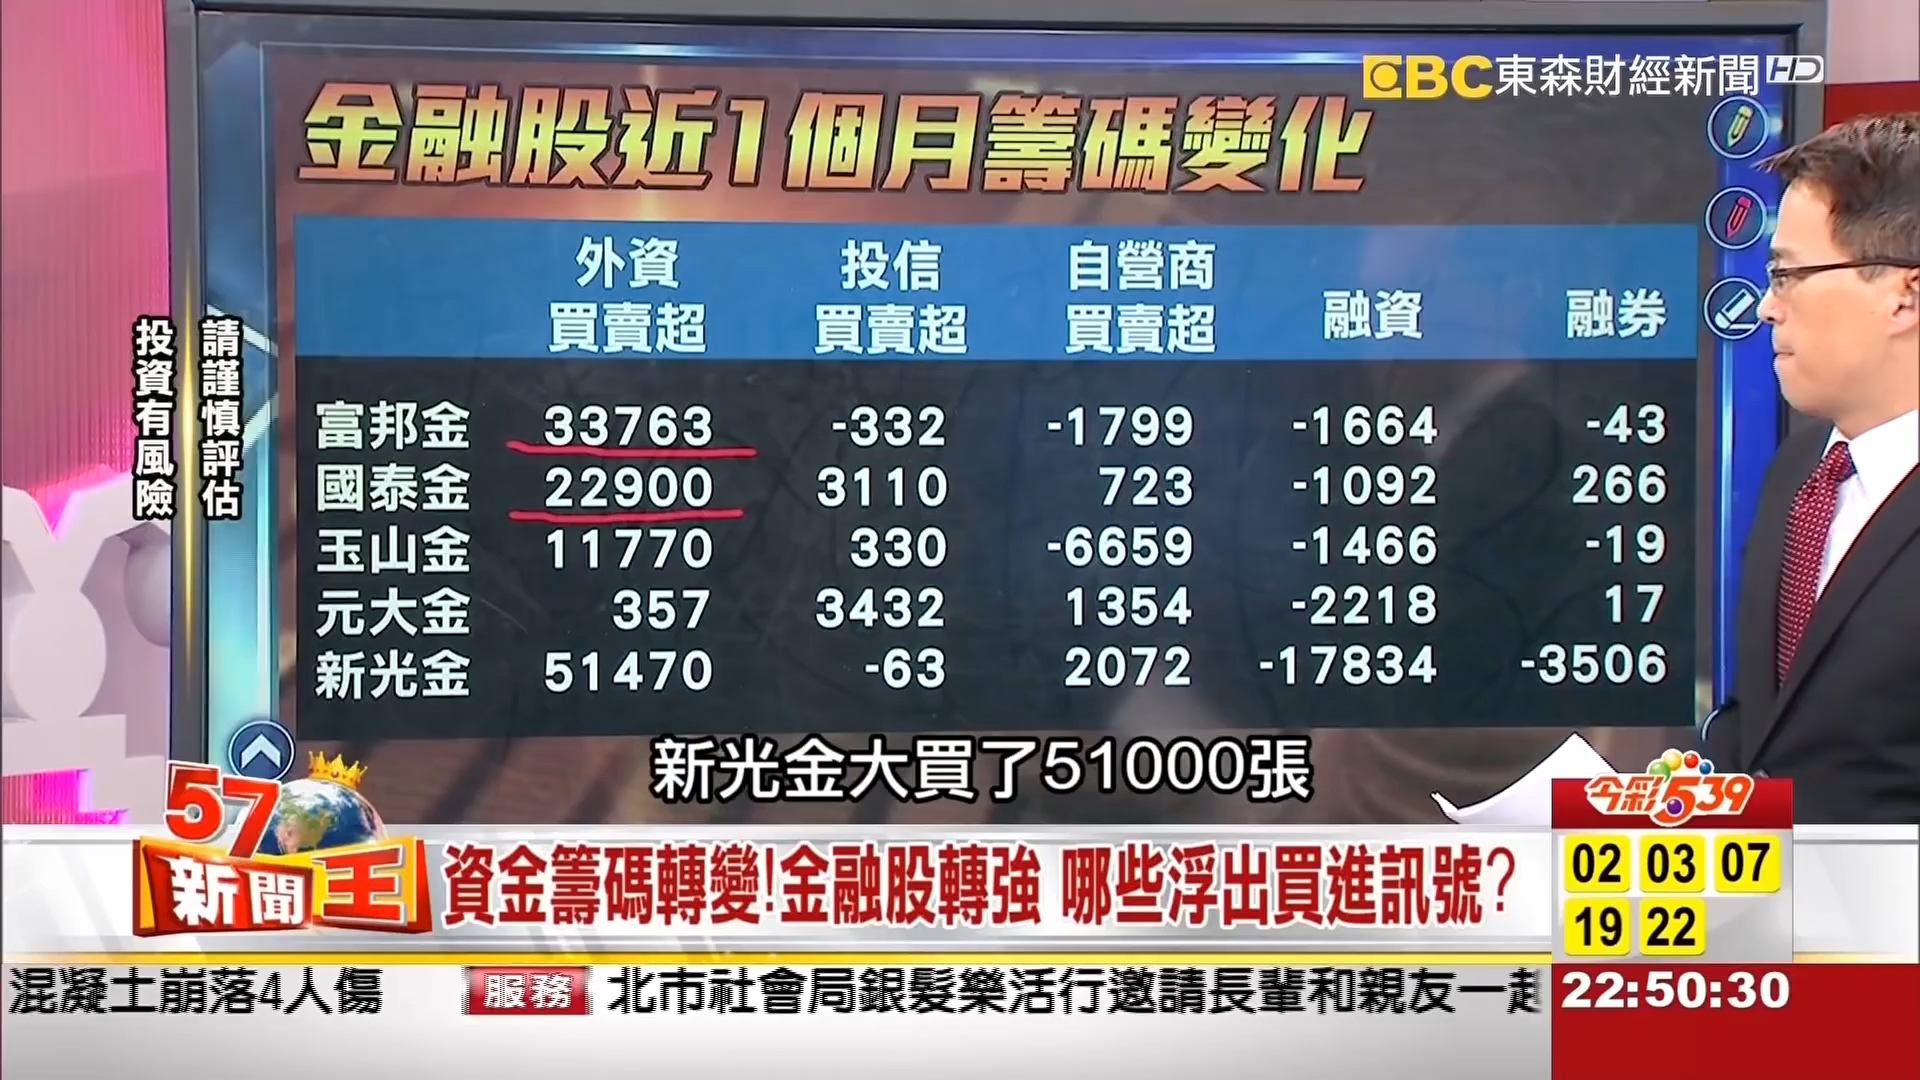 EBC東森財經新聞HD
金融股近1個月籌碼變化
外資買賣超 投信買賣超 自營商買賣超 融資 融券
富邦金 33763 -332 -1799 -1664 -43
國泰金 22900 3110 723 -1092 266
玉山金 11770 330 -6659 -1466 -19
元大金 357 3432 1354 -2218 17
新光金 51470 -63 2072 -17834 -3506
請謹慎評估
投資有風險
新光金大買了51000張
57新聞王
資金籌碼轉變!金融股轉強 哪些浮出買進訊號?
今彩539
02 03 07
19 22
混凝土崩落4人傷 服務 北市社會局銀髮樂活行邀請長輩和親友一起
22:50:30